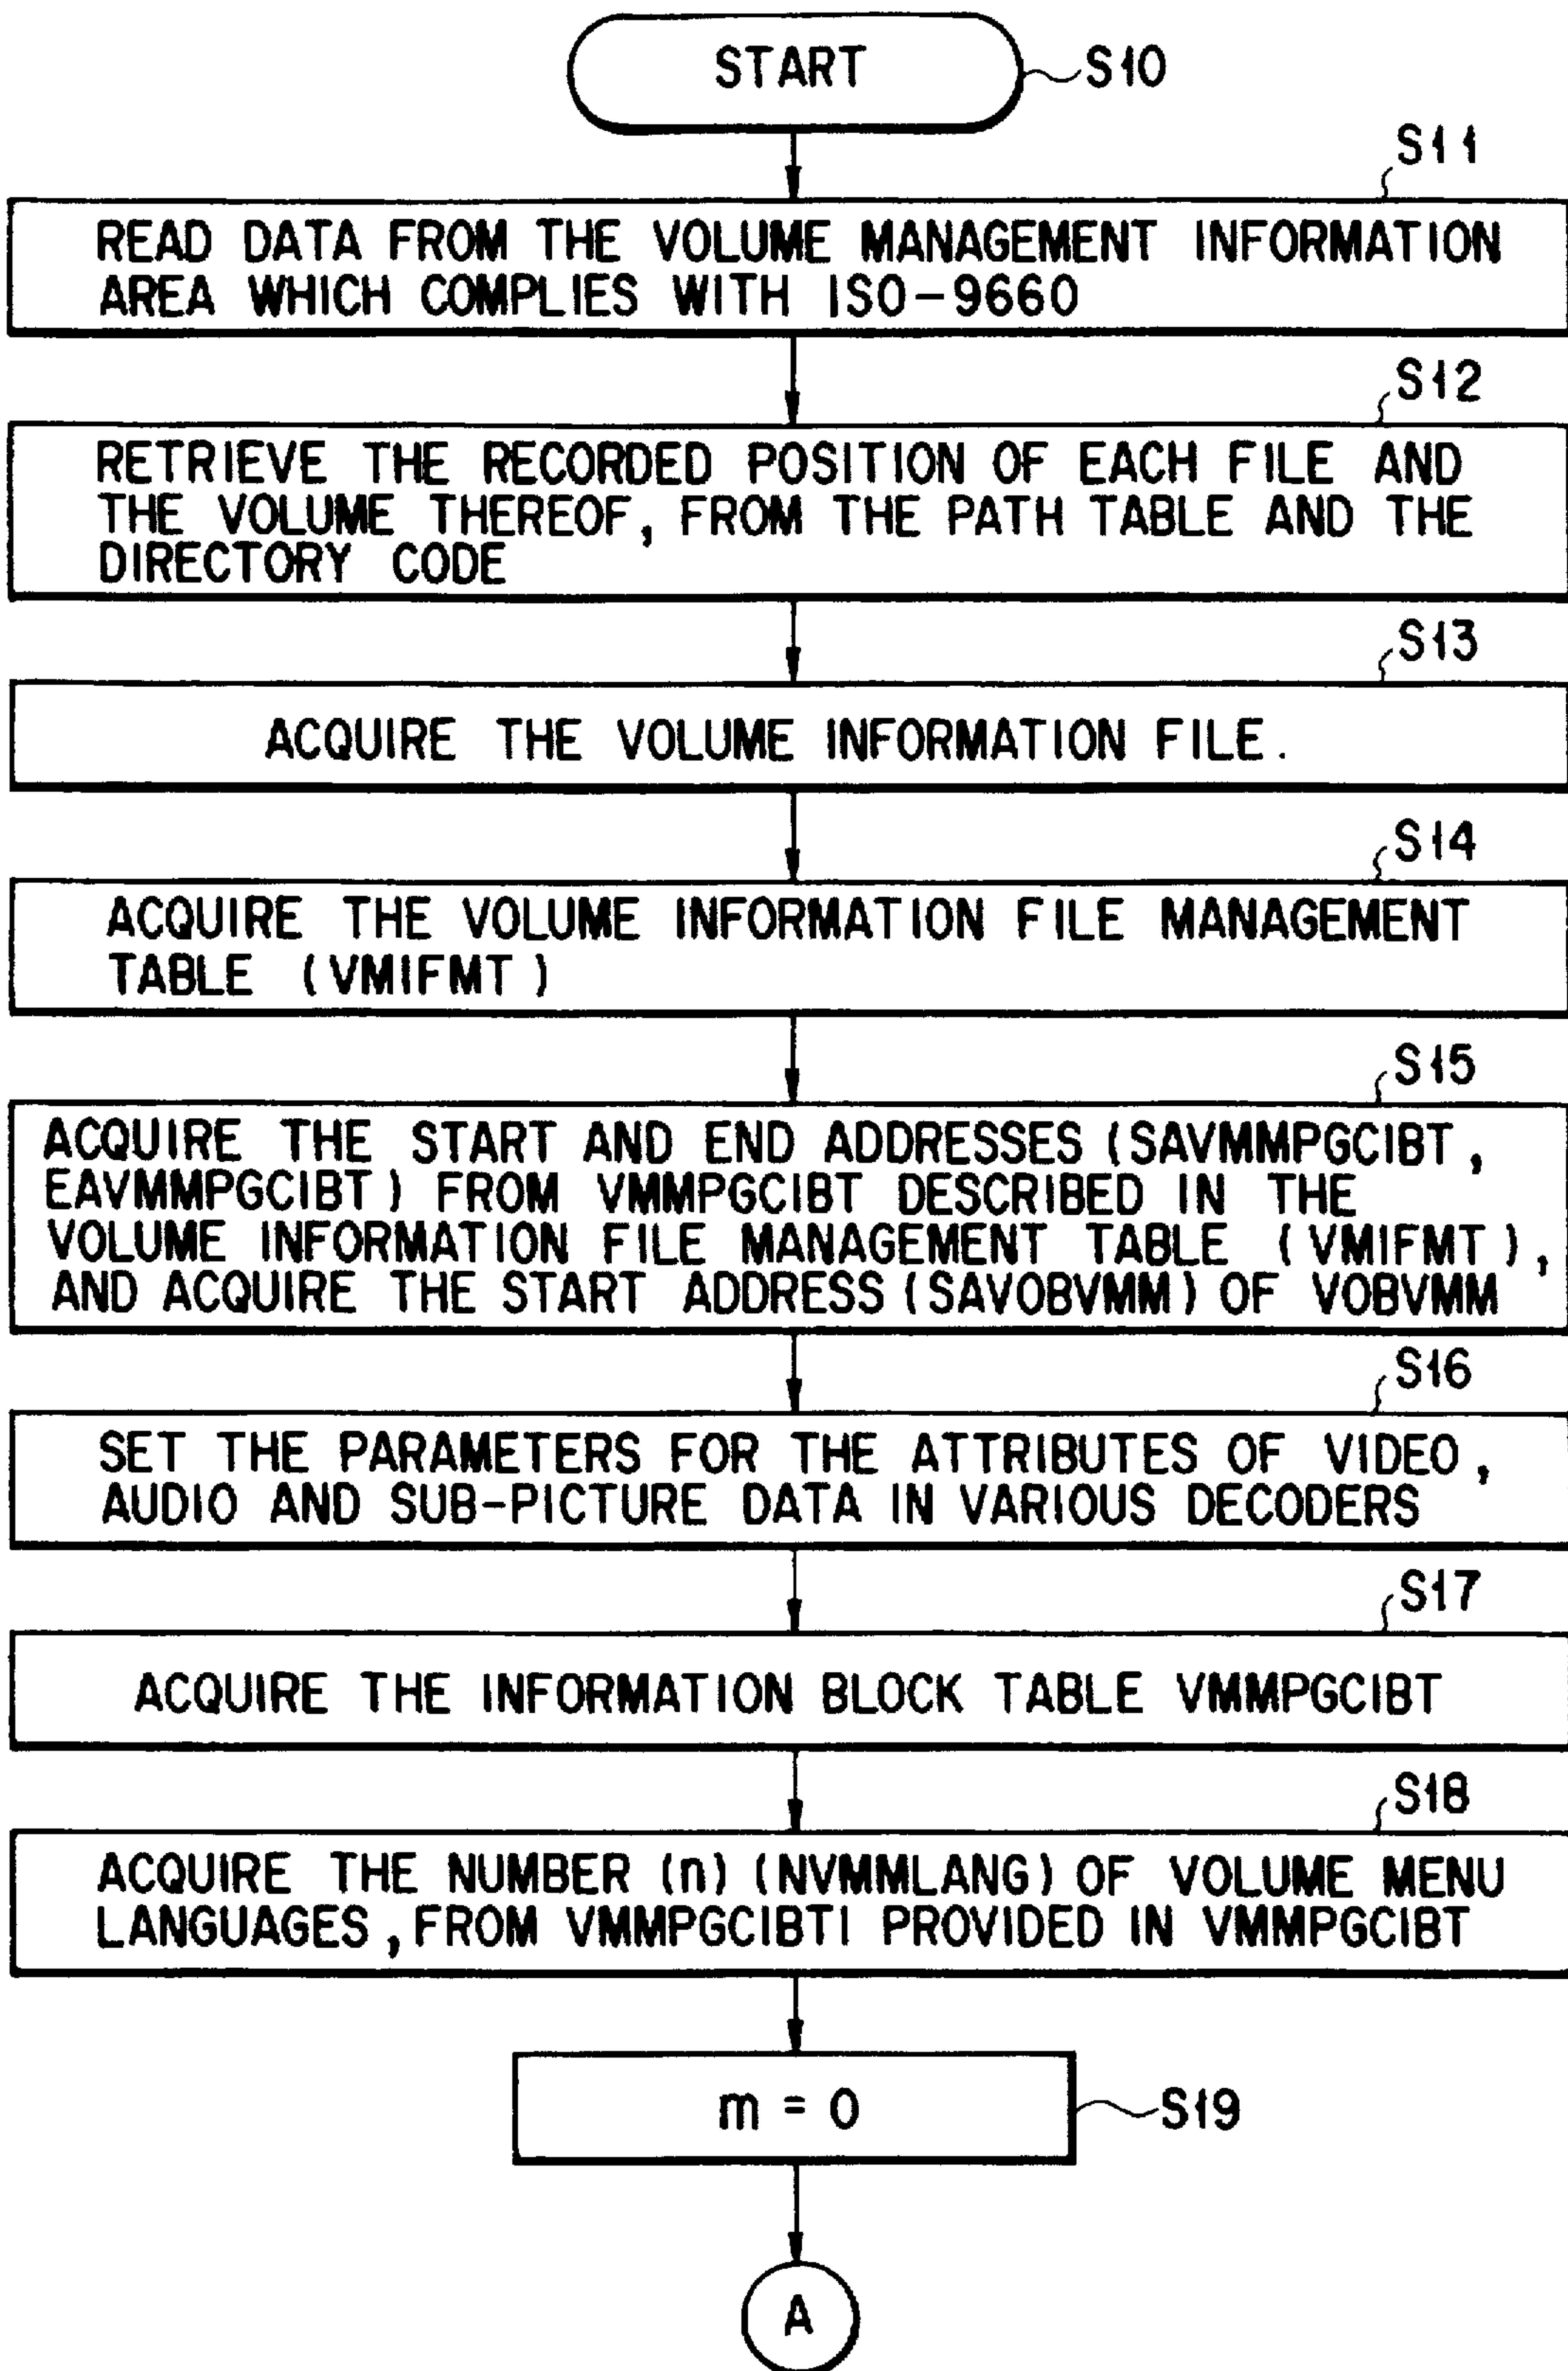 START
S10
S11
READ DATA FROM THE VOLUME MANAGEMENT INFORMATION
AREA WHICH COMPLIES WITH ISO-9660
S12
RETRIEVE THE RECORDED POSITION OF EACH FILE AND
THE VOLUME THEREOF, FROM THE PATH TABLE AND THE
DIRECTORY CODE
S13
ACQUIRE THE VOLUME INFORMATION FILE.
S14
ACQUIRE THE VOLUME INFORMATION FILE MANAGEMENT
TABLE (VMIFMT)
S15
ACQUIRE THE START AND END ADDRESSES (SAVMMPGCIBT,
EAVMMPGCIBT) FROM VMMPGCIBT DESCRIBED IN THE
VOLUME INFORMATION FILE MANAGEMENT TABLE (VMIFMT),
AND ACQUIRE THE START ADDRESS (SAVOBVMM) OF VOBVMM
S16
SET THE PARAMETERS FOR THE ATTRIBUTES OF VIDEO,
AUDIO AND SUB-PICTURE DATA IN VARIOUS DECODERS
S17
ACQUIRE THE INFORMATION BLOCK TABLE VMMPGCIBT
S18
ACQUIRE THE NUMBER (n) (NVMMLANG) OF VOLUME MENU
LANGUAGES, FROM VMMPGCIBTI PROVIDED IN VMMPGCIBT
m = 0
S19
A